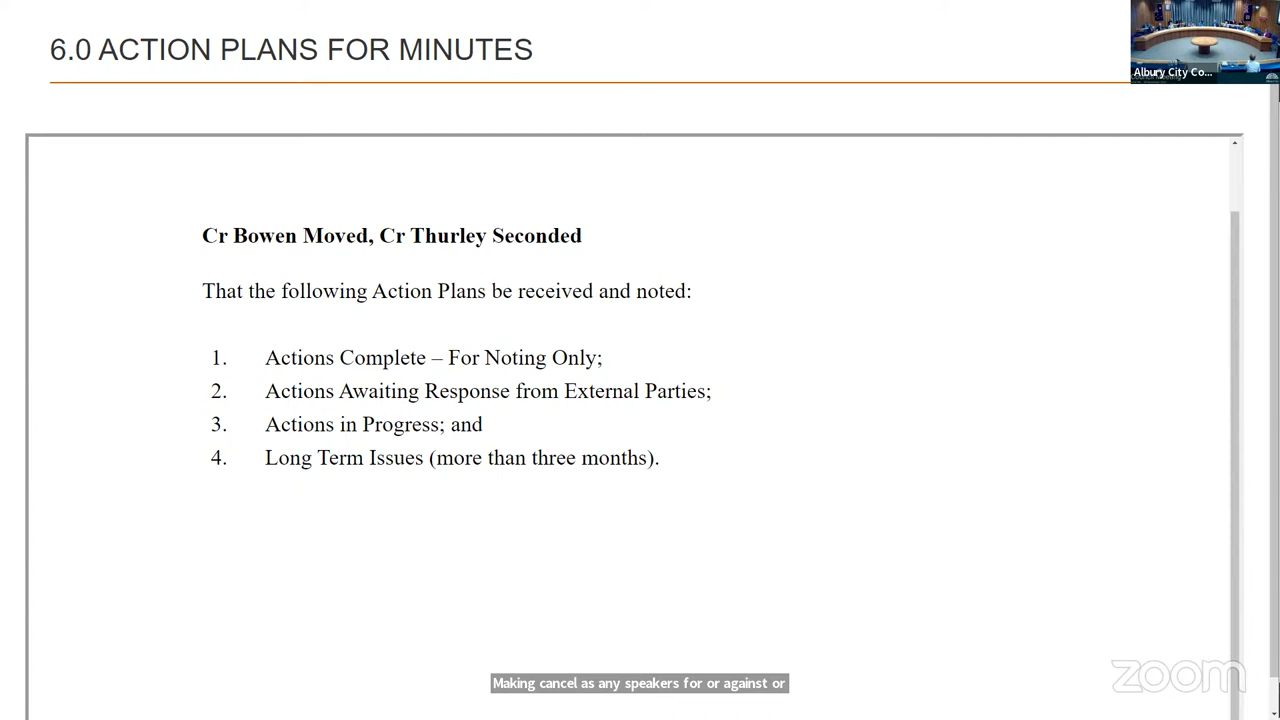 6.0 ACTION PLANS FOR MINUTES
Albury City Co...
Cr Bowen Moved, Cr Thurley Seconded
That the following Action Plans be received and noted:
1. Actions Complete – For Noting Only;
2. Actions Awaiting Response from External Parties;
3. Actions in Progress; and
4. Long Term Issues (more than three months).
Making cancel as any speakers for or against or
zoom